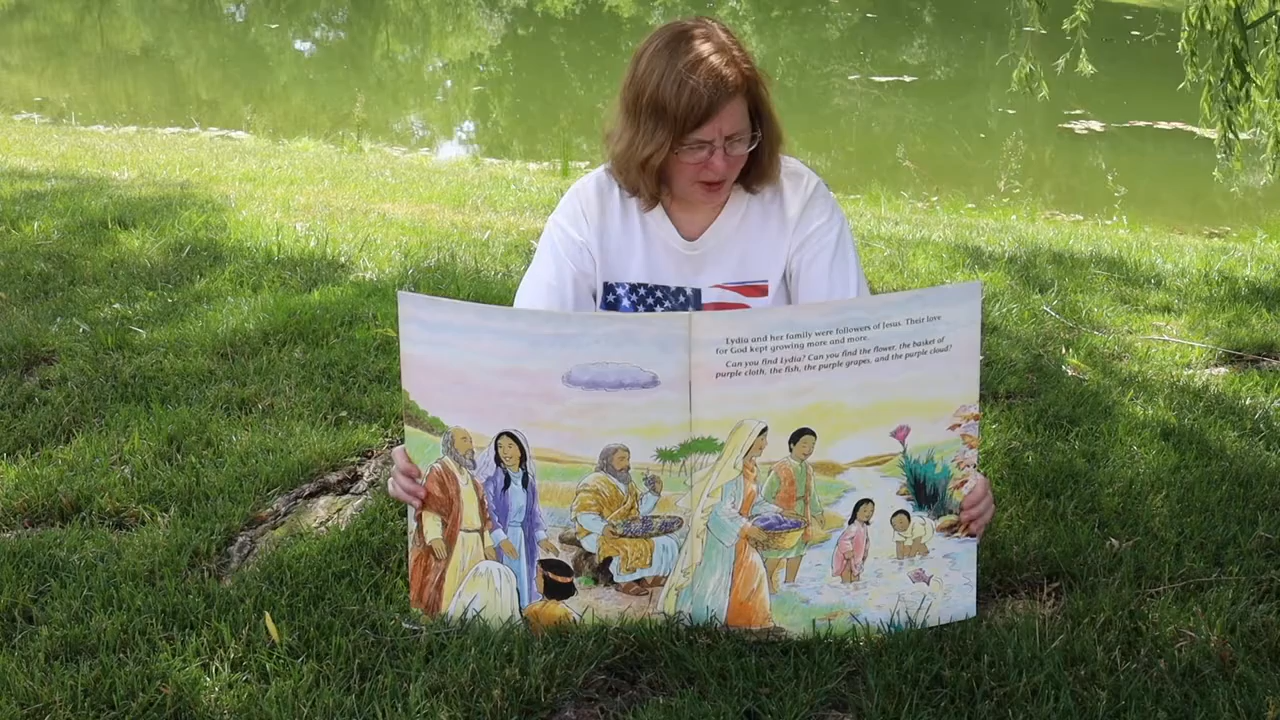 Lydia and her family were followers of Jesus. Their love
for God kept growing more and more.
Can you find Lydia? Can you find the flower, the basket of
purple cloth, the fish, the purple grapes, and the purple cloud?